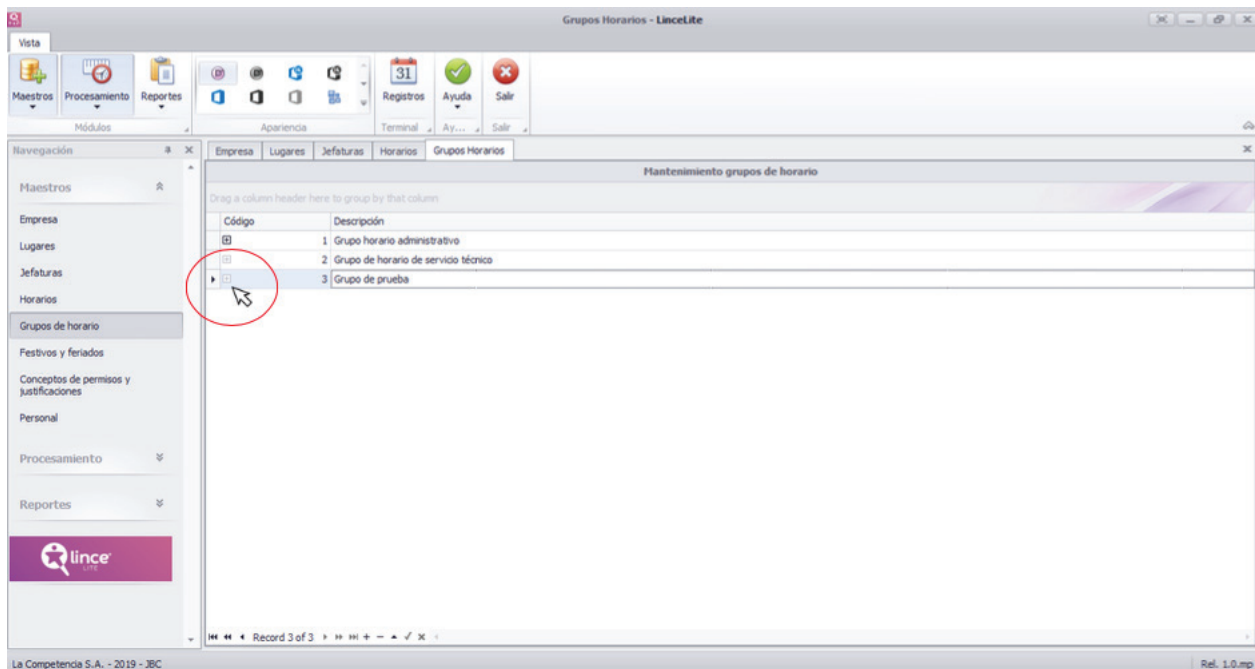 Grupos Horarios - LinceLite
Vista
Maestros Procesamiento Reportes
31
Registros Ayuda Salir
Módulos Apariencia Terminal Ay... Salir
Navegación
Empresa Lugares Jefaturas Horarios Grupos Horarios
Mantenimiento grupos de horario
Drag a column header here to group by that column
Código Descripción
1 Grupo horario administrativo
2 Grupo de horario de servicio técnico
3 Grupo de prueba
Maestros
Empresa
Lugares
Jefaturas
Horarios
Grupos de horario
Festivos y feriados
Conceptos de permisos y
justificaciones
Personal
Procesamiento
Reportes
lince
LITE
Record 3 of 3
La Competencia S.A. - 2019 - JBC
Rel. 1.0.mp